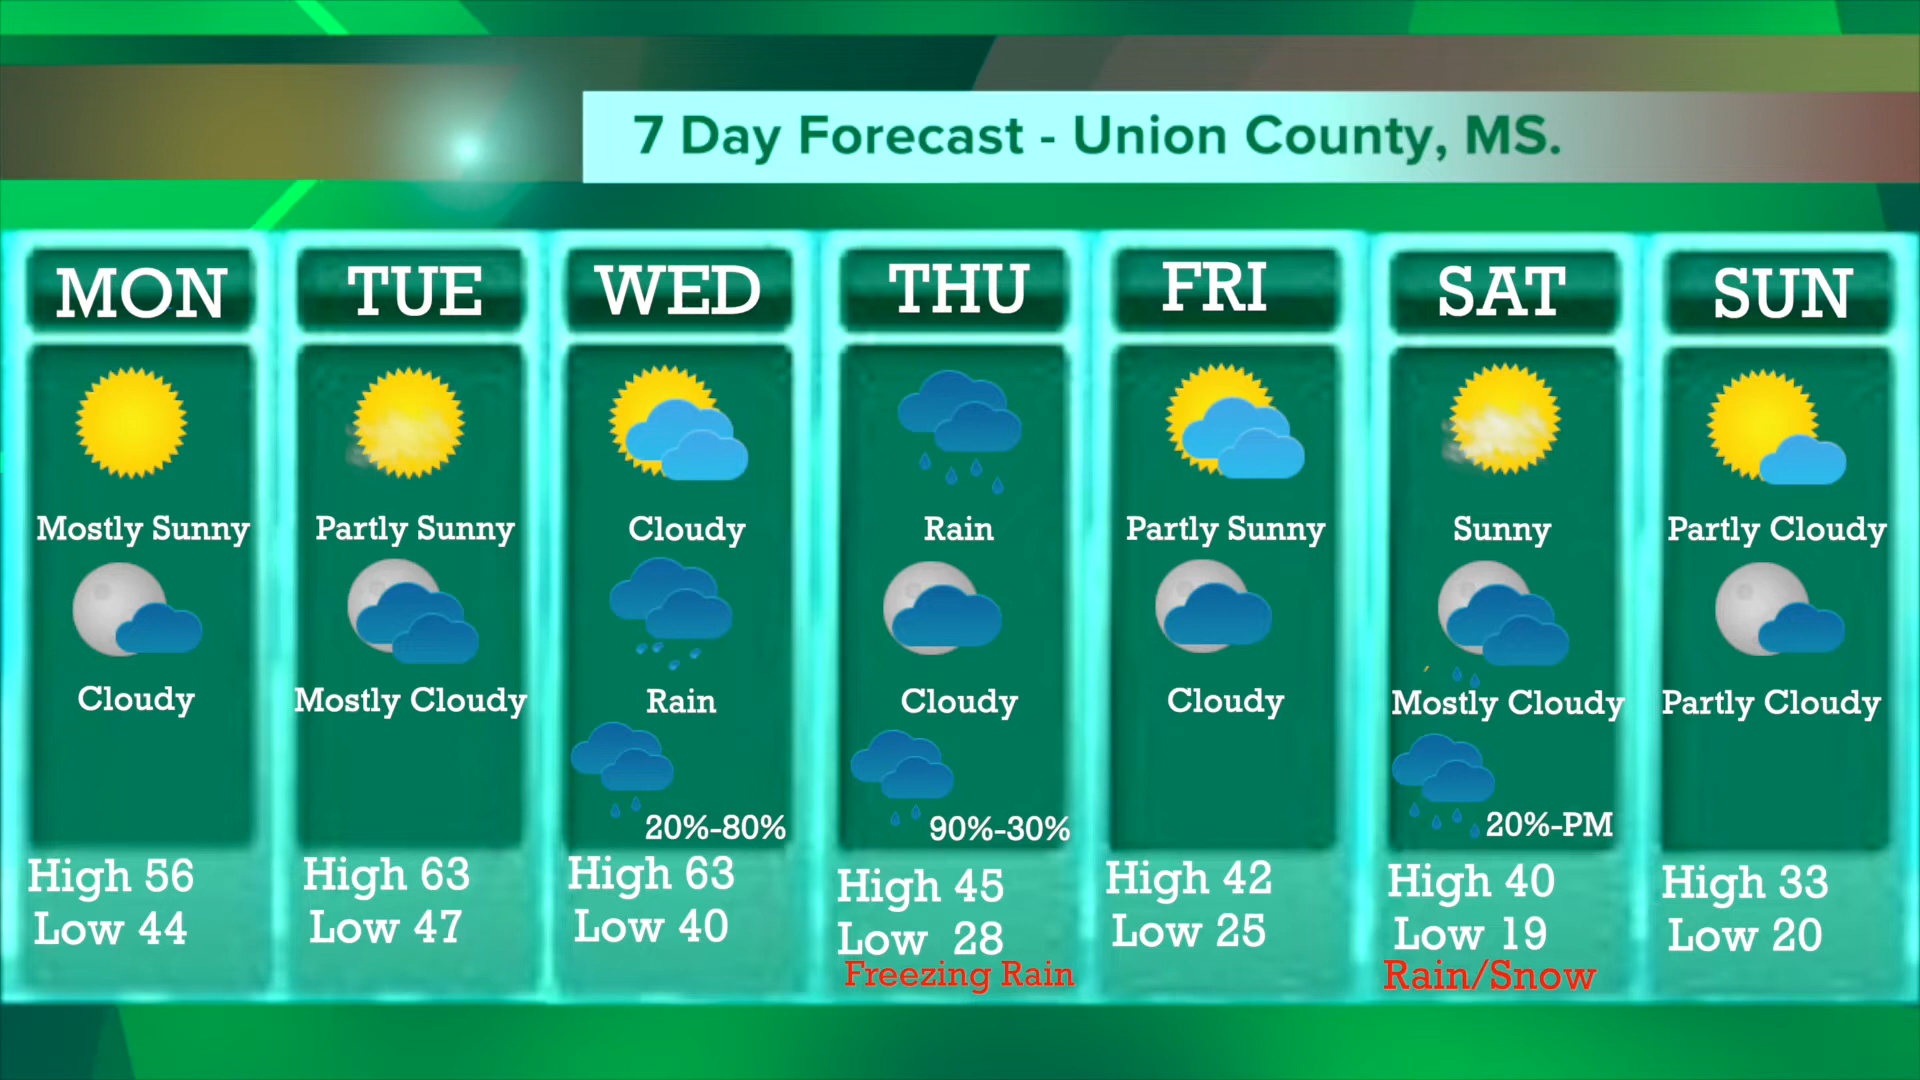 7 Day Forecast - Union County, MS.
MON
Mostly Sunny
Cloudy
High 56
Low 44
TUE
Partly Sunny
Mostly Cloudy
High 63
Low 47
WED
Cloudy
Rain
20%-80%
High 63
Low 40
THU
Rain
Cloudy
90%-30%
High 45
Low 28
Freezing Rain
FRI
Partly Sunny
Cloudy
High 42
Low 25
SAT
Sunny
Mostly Cloudy
20%-PM
High 40
Low 19
Rain/Snow
SUN
Partly Cloudy
Partly Cloudy
High 33
Low 20